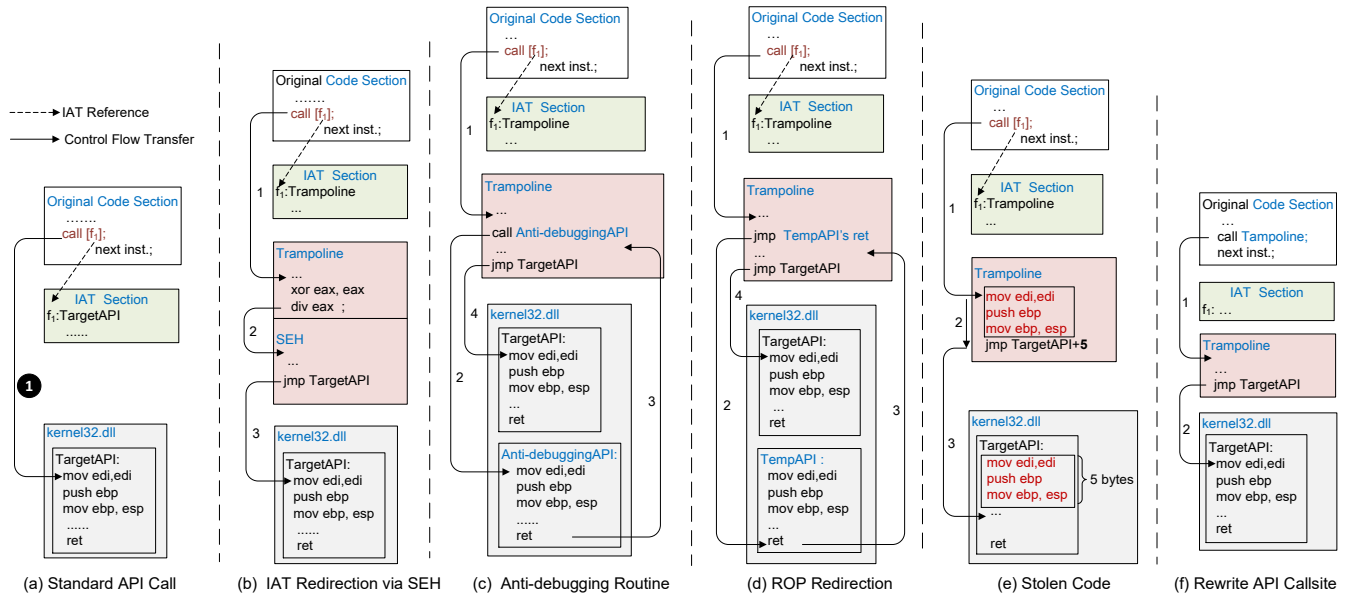 IAT Reference
Control Flow Transfer
Original Code Section
.......
call [f1];
next inst.;
IAT Section
f1:TargetAPI
......
1
kernel32.dll
TargetAPI:
mov edi,edi
push ebp
mov ebp, esp
......
ret
(a) Standard API Call
Original Code Section
.......
call [f1];
next inst.;
1
IAT Section
f1:Trampoline
...
Trampoline
...
xor eax, eax
div eax ;
2
SEH
...
jmp TargetAPI
3
kernel32.dll
TargetAPI:
mov edi,edi
push ebp
mov ebp, esp
......
ret
(b) IAT Redirection via SEH
Original Code Section
...
call [f1];
next inst.;
1
IAT Section
f1:Trampoline
...
Trampoline
...
call Anti-debuggingAPI
...
jmp TargetAPI
4
kernel32.dll
TargetAPI:
mov edi,edi
push ebp
mov ebp, esp
...
ret
2
3
Anti-debuggingAPI:
mov edi,edi
push ebp
mov ebp, esp
......
ret
(c) Anti-debugging Routine
Original Code Section
...
call [f1];
next inst.;
1
IAT Section
f1:Trampoline
...
Trampoline
...
jmp TempAPI's ret
...
jmp TargetAPI
4
kernel32.dll
TargetAPI:
mov edi,edi
push ebp
mov ebp, esp
...
ret
2
3
TempAPI :
mov edi,edi
push ebp
mov ebp, esp
...
ret
(d) ROP Redirection
Original Code Section
...
call [f1];
next inst.;
1
IAT Section
f1:Trampoline
...
Trampoline
mov edi,edi
push ebp
mov ebp, esp
2
jmp TargetAPI+5
3
kernel32.dll
TargetAPI:
mov edi,edi
push ebp
mov ebp, esp
5 bytes
...
ret
(e) Stolen Code
Original Code Section
...
call Tampoline;
next inst.;
1
IAT Section
f1: ...
Trampoline
...
jmp TargetAPI
2
kernel32.dll
TargetAPI:
mov edi,edi
push ebp
mov ebp, esp
...
ret
(f) Rewrite API Callsite